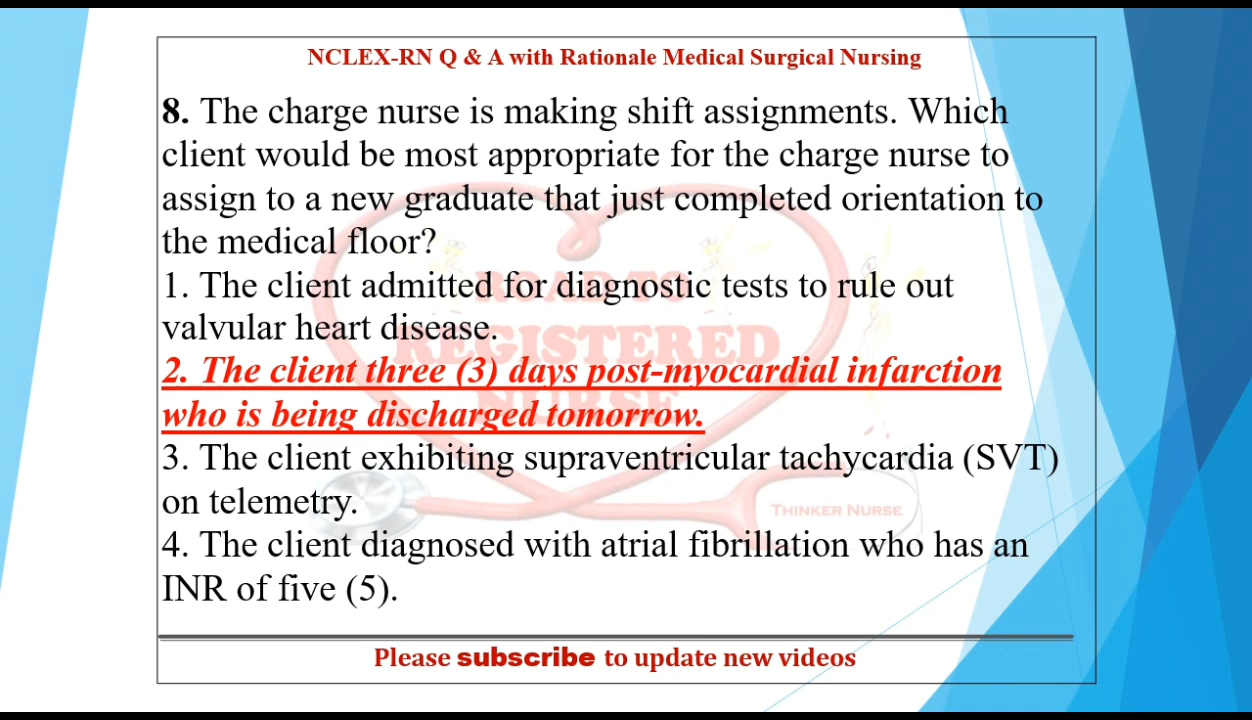 NCLEX-RN Q & A with Rationale Medical Surgical Nursing
8. The charge nurse is making shift assignments. Which
client would be most appropriate for the charge nurse to
assign to a new graduate that just completed orientation to
the medical floor?
1. The client admitted for diagnostic tests to rule out
valvular heart disease.
2. The client three (3) days post-myocardial infarction
who is being discharged tomorrow.
3. The client exhibiting supraventricular tachycardia (SVT)
on telemetry.
4. The client diagnosed with atrial fibrillation who has an
INR of five (5).
ROAD TO
REGISTERED
NURSE
THINKER NURSE
Please subscribe to update new videos